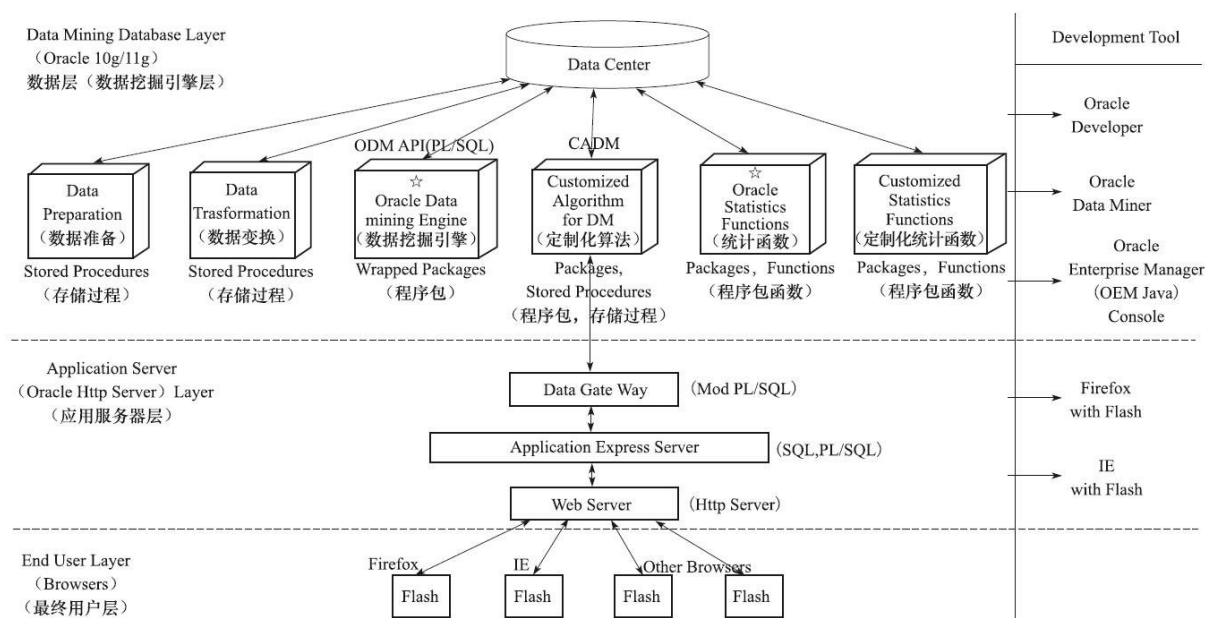 Data Mining Database Layer
（Oracle 10g/11g）
数据层（数据挖掘引擎层）
Data Center
Development Tool
Oracle
Developer
ODM API(PL/SQL)
CADM
Data
Preparation
（数据准备）
Stored Procedures
（存储过程）
Data
Trasformation
（数据变换）
Stored Procedures
（存储过程）
☆
Oracle Data
mining Engine
（数据挖掘引擎）
Wrapped Packages
（程序包）
Customized
Algorithm
for DM
（定制化算法）
Packages,
Stored Procedures
（程序包，存储过程）
☆
Oracle
Statistics
Functions
（统计函数）
Packages，Functions
（程序包函数）
Customized
Statistics
Functions
（定制化统计函数）
Packages，Functions
（程序包函数）
Oracle
Data Miner
Oracle
Enterprise Manager
（OEM Java）
Console
Application Server
（Oracle Http Server）Layer
（应用服务器层）
Data Gate Way
（Mod PL/SQL）
Application Express Server
（SQL,PL/SQL）
Web Server
（Http Server）
Firefox
with Flash
IE
with Flash
End User Layer
（Browsers）
（最终用户层）
Firefox
IE
Other Browsers
Flash
Flash
Flash
Flash